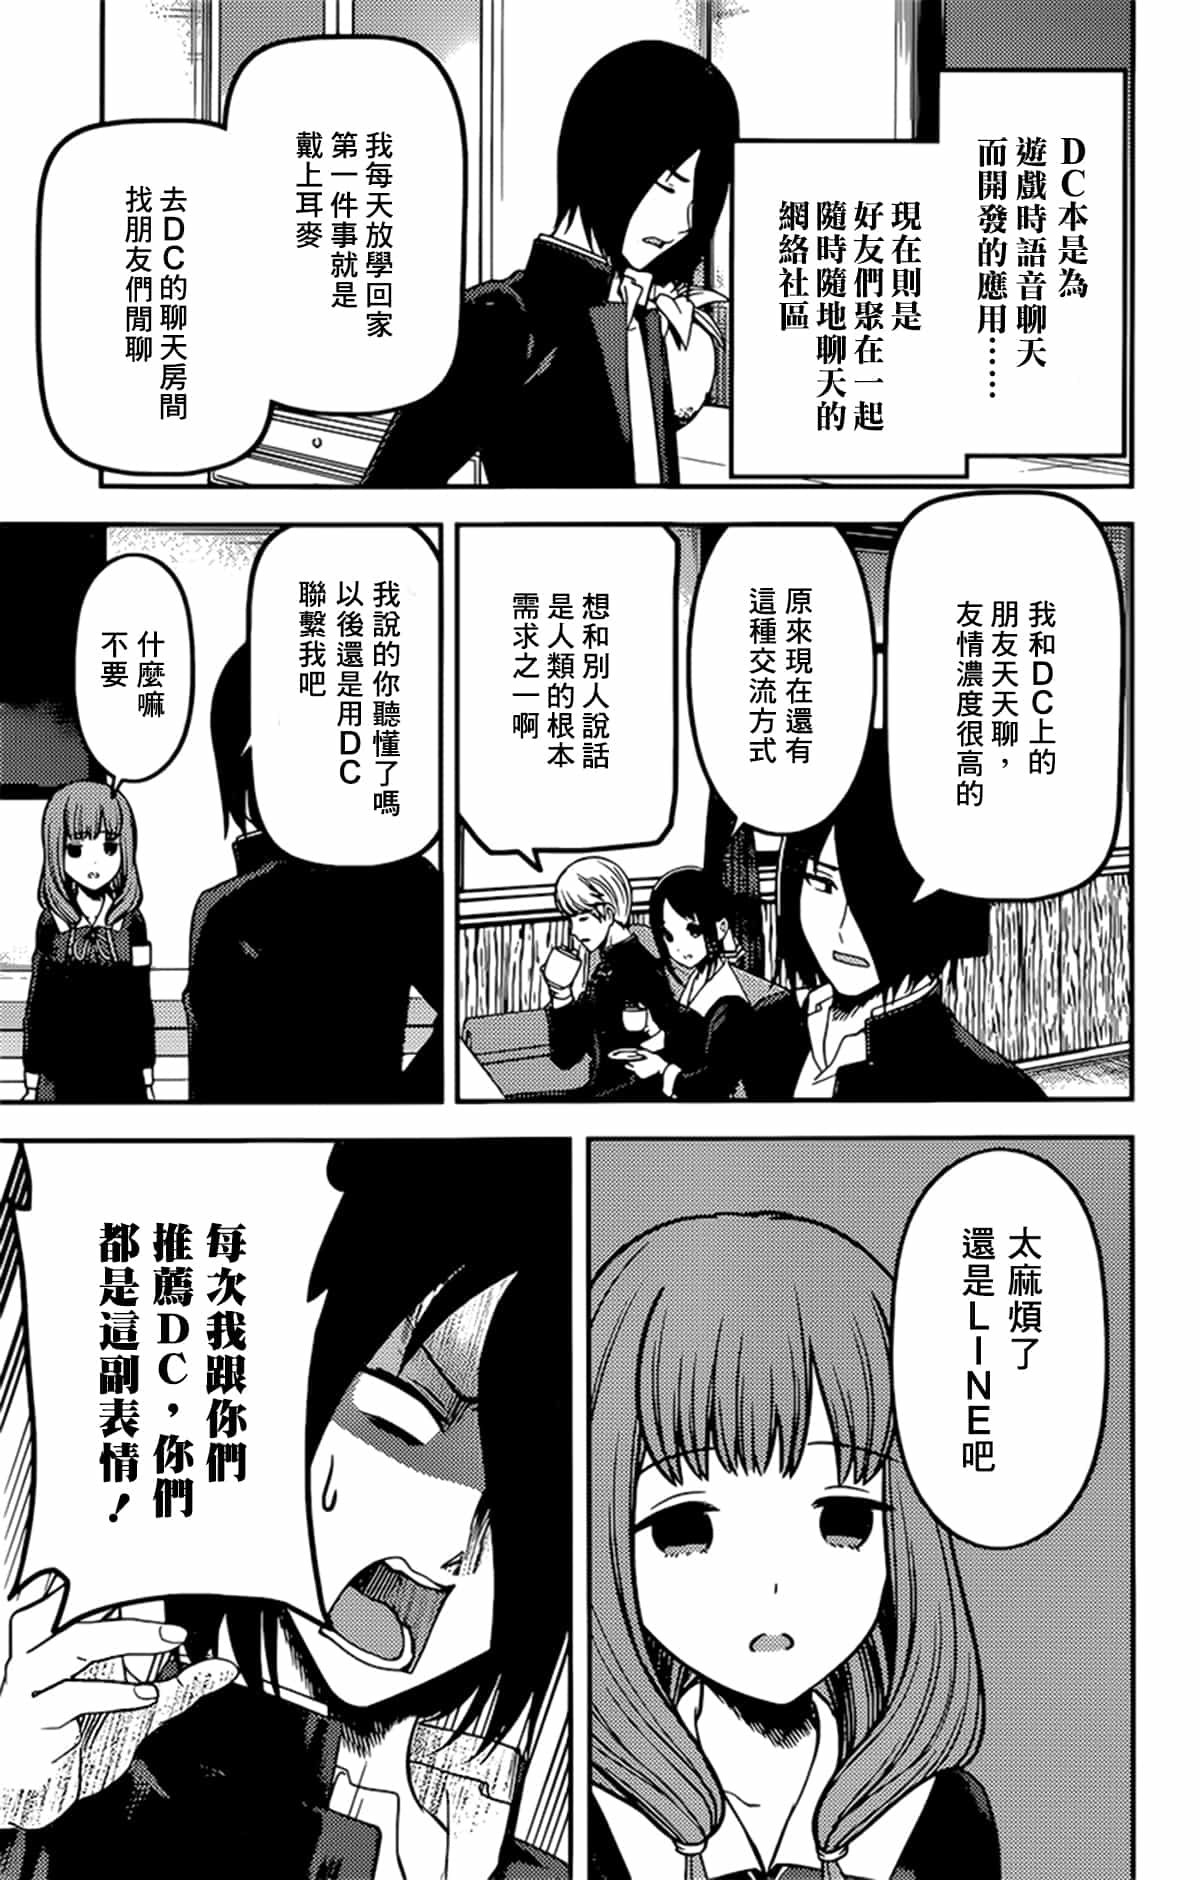 DC本是為
遊戲時語音聊天
而開發的應用……
現在則是
好友們聚在一起
隨時隨地聊天的
網絡社區
我每天放學回家
第一件事就是
戴上耳麥
去DC的聊天房間
找朋友們閒聊
我和DC上的
朋友天天聊，
友情濃度很高的
原來現在還有
這種交流方式
想和別人說話
是人類的根本
需求之一啊
我說的你聽懂了嗎
以後還是用DC
聯繫我吧
什麼嘛
不要
太麻煩了
還是LINE吧
每次我跟你們
推薦DC，你們
都是這副表情！